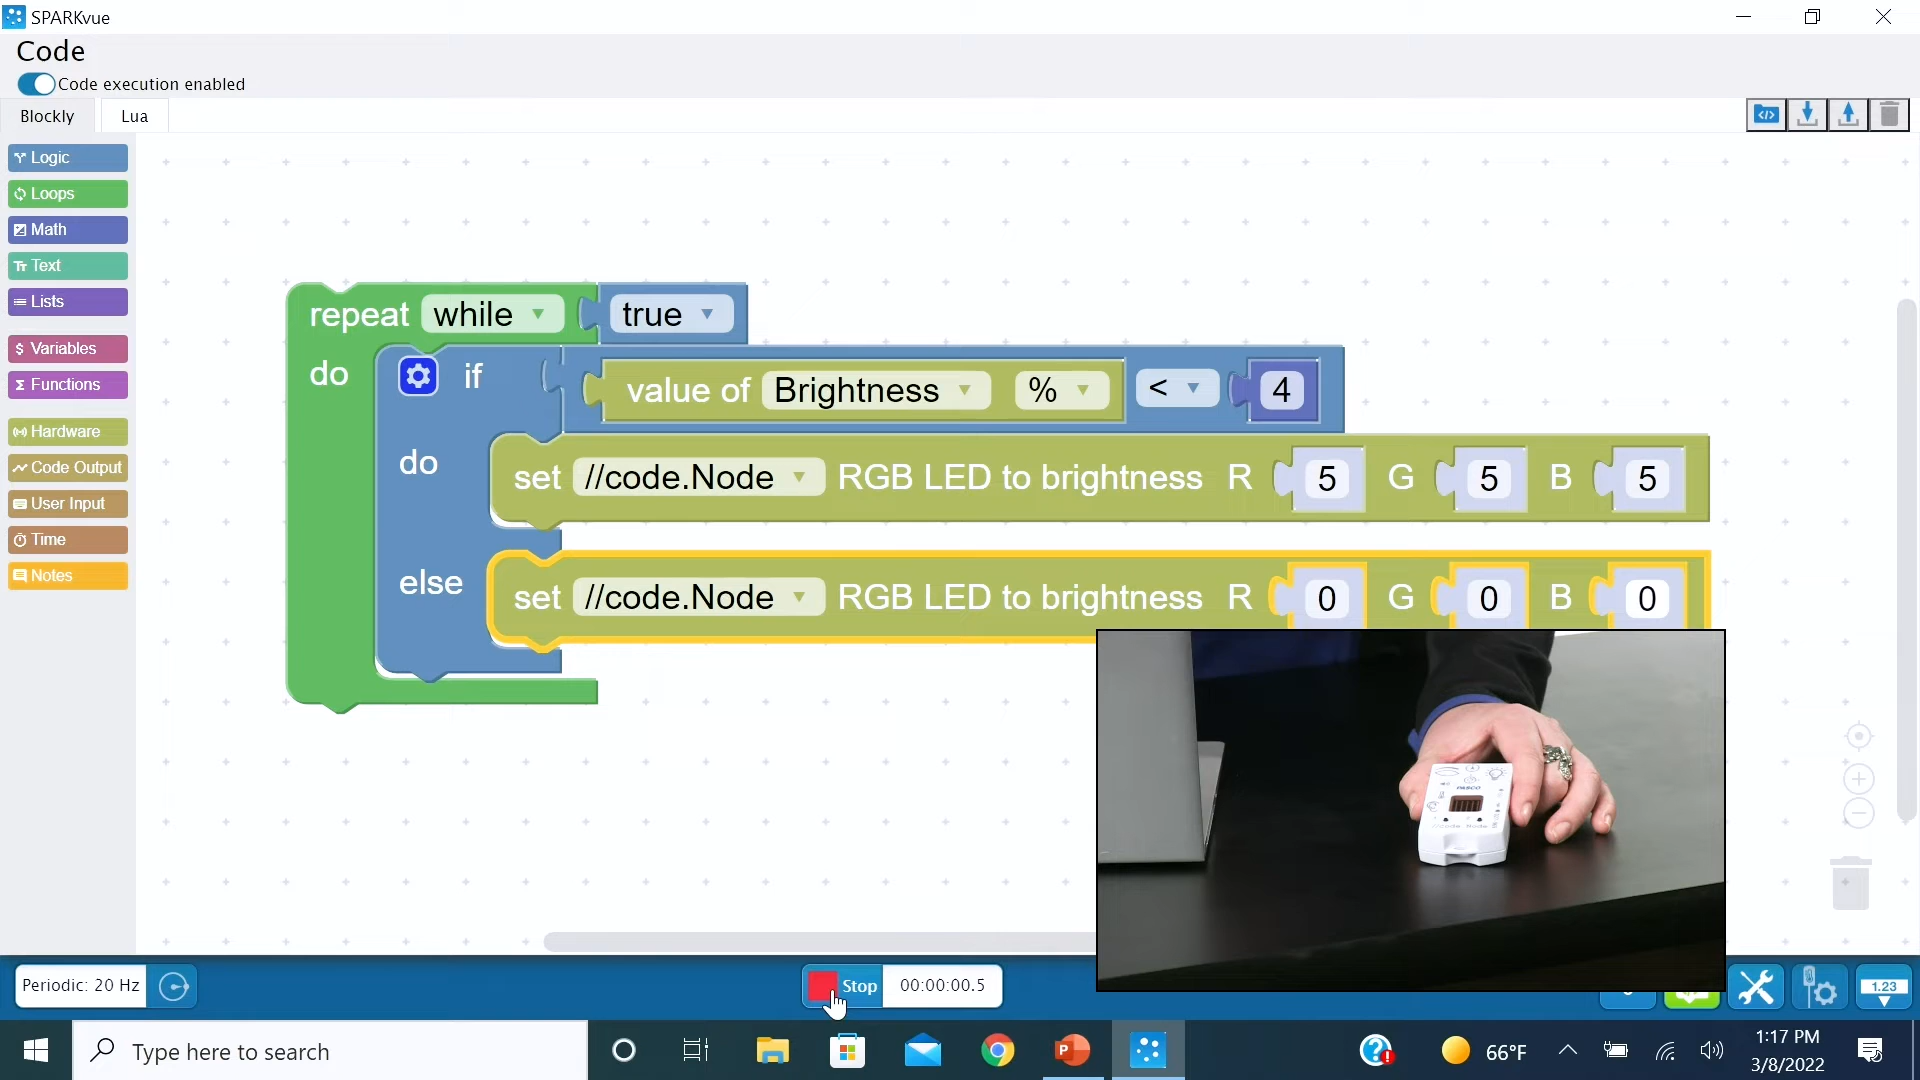 SPARKvue
Code
Code execution enabled
Blockly Lua
Logic
Loops
Math
Text
Lists
Variables
Functions
Hardware
Code Output
User Input
Time
Notes
repeat while true
do if value of Brightness % < 4
do set //code.Node RGB LED to brightness R 5 G 5 B 5
else set //code.Node RGB LED to brightness R 0 G 0 B 0
PASCO
//code Node
Periodic: 20 Hz Stop 00:00:00.5 1.23
Type here to search 66°F 1:17 PM
3/8/2022